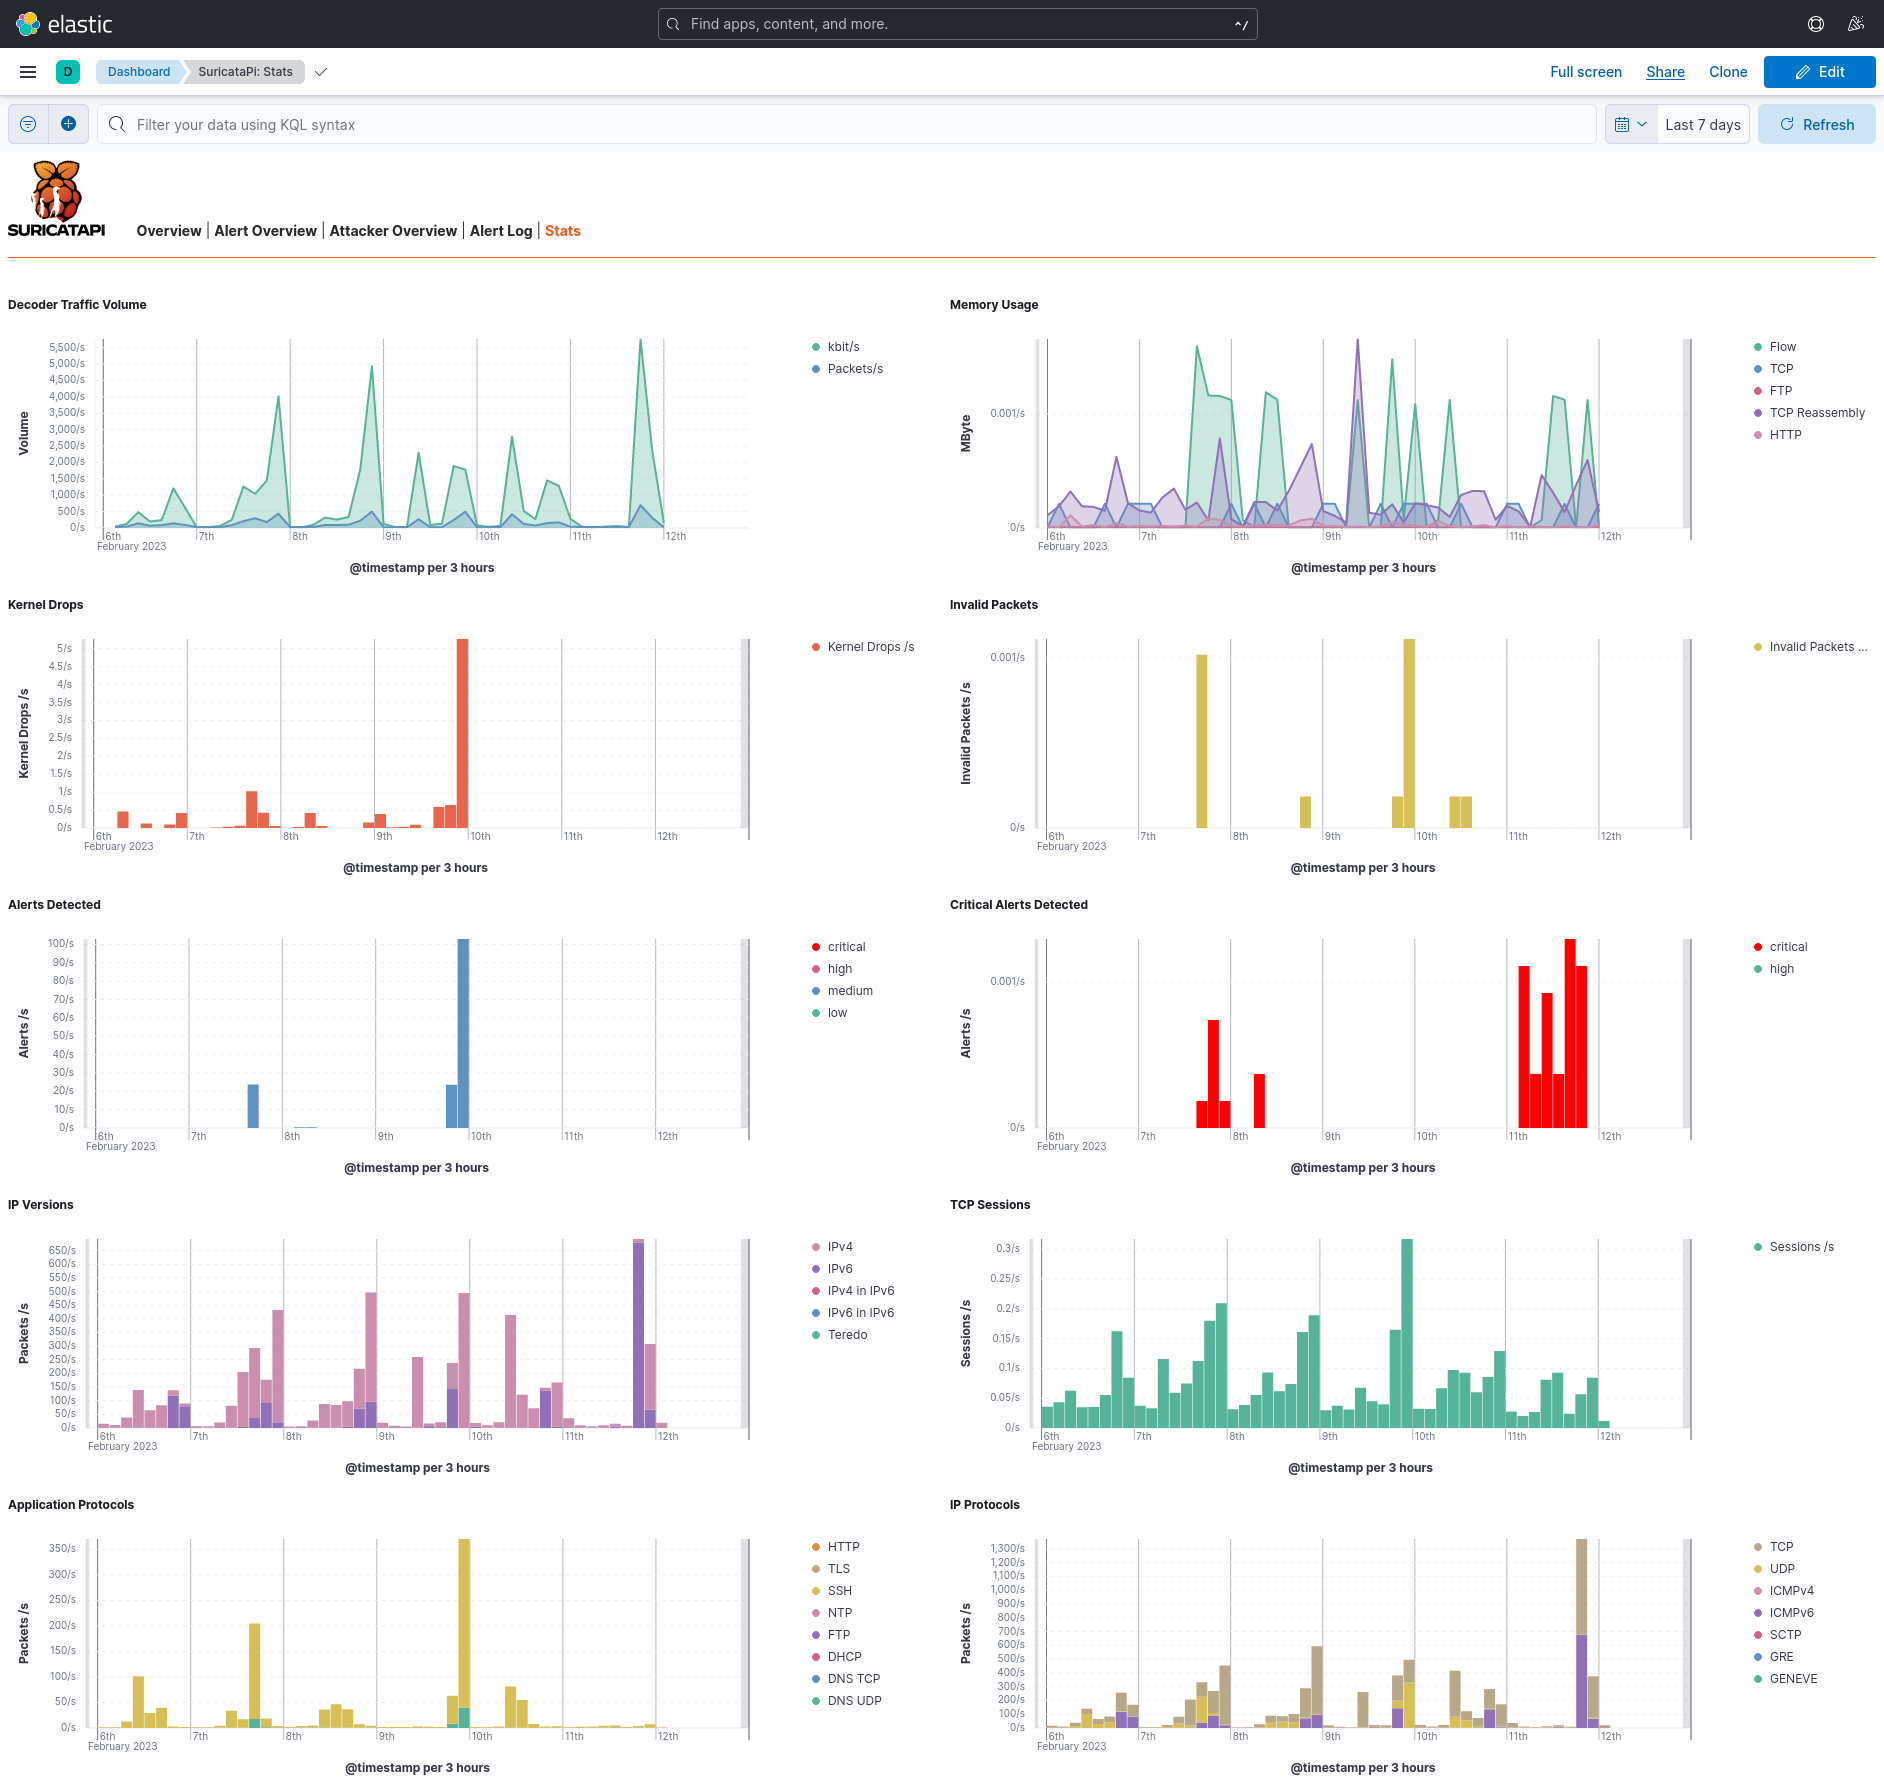 elastic
Find apps, content, and more.
^/
D
Dashboard
SuricataPi: Stats
Full screen
Share
Clone
Edit
Filter your data using KQL syntax
Last 7 days
Refresh
SURICATAPI
Overview | Alert Overview | Attacker Overview | Alert Log | Stats
Decoder Traffic Volume
Volume
5,500/s
5,000/s
4,500/s
4,000/s
3,500/s
3,000/s
2,500/s
2,000/s
1,500/s
1,000/s
500/s
0/s
6th 7th 8th 9th 10th 11th 12th
February 2023
@timestamp per 3 hours
kbit/s
Packets/s
Memory Usage
MByte
0.001/s
0/s
6th 7th 8th 9th 10th 11th 12th
February 2023
@timestamp per 3 hours
Flow
TCP
FTP
TCP Reassembly
HTTP
Kernel Drops
Kernel Drops /s
5/s
4.5/s
4/s
3.5/s
3/s
2.5/s
2/s
1.5/s
1/s
0.5/s
0/s
6th 7th 8th 9th 10th 11th 12th
February 2023
@timestamp per 3 hours
Kernel Drops /s
Invalid Packets
Invalid Packets /s
0.001/s
0/s
6th 7th 8th 9th 10th 11th 12th
February 2023
@timestamp per 3 hours
Invalid Packets ...
Alerts Detected
Alerts /s
100/s
90/s
80/s
70/s
60/s
50/s
40/s
30/s
20/s
10/s
0/s
6th 7th 8th 9th 10th 11th 12th
February 2023
@timestamp per 3 hours
critical
high
medium
low
Critical Alerts Detected
Alerts /s
0.001/s
0/s
6th 7th 8th 9th 10th 11th 12th
February 2023
@timestamp per 3 hours
critical
high
IP Versions
Packets /s
650/s
600/s
550/s
500/s
450/s
400/s
350/s
300/s
250/s
200/s
150/s
100/s
50/s
0/s
6th 7th 8th 9th 10th 11th 12th
February 2023
@timestamp per 3 hours
IPv4
IPv6
IPv4 in IPv6
IPv6 in IPv6
Teredo
TCP Sessions
Sessions /s
0.3/s
0.25/s
0.2/s
0.15/s
0.1/s
0.05/s
0/s
6th 7th 8th 9th 10th 11th 12th
February 2023
@timestamp per 3 hours
Sessions /s
Application Protocols
Packets /s
350/s
300/s
250/s
200/s
150/s
100/s
50/s
0/s
6th 7th 8th 9th 10th 11th 12th
February 2023
@timestamp per 3 hours
HTTP
TLS
SSH
NTP
FTP
DHCP
DNS TCP
DNS UDP
IP Protocols
Packets /s
1,300/s
1,200/s
1,100/s
1,000/s
900/s
800/s
700/s
600/s
500/s
400/s
300/s
200/s
100/s
0/s
6th 7th 8th 9th 10th 11th 12th
February 2023
@timestamp per 3 hours
TCP
UDP
ICMPv4
ICMPv6
SCTP
GRE
GENEVE